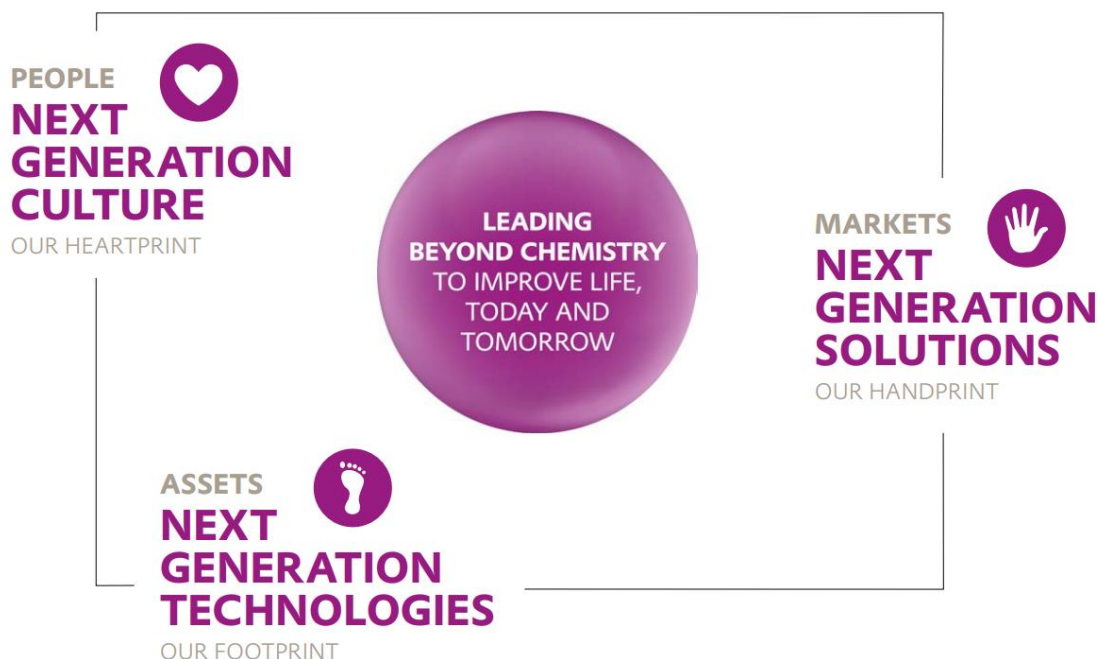 PEOPLE
NEXT
GENERATION
CULTURE
OUR HEARTPRINT
LEADING
BEYOND CHEMISTRY
TO IMPROVE LIFE,
TODAY AND
TOMORROW
MARKETS
NEXT
GENERATION
SOLUTIONS
OUR HANDPRINT
ASSETS
NEXT
GENERATION
TECHNOLOGIES
OUR FOOTPRINT